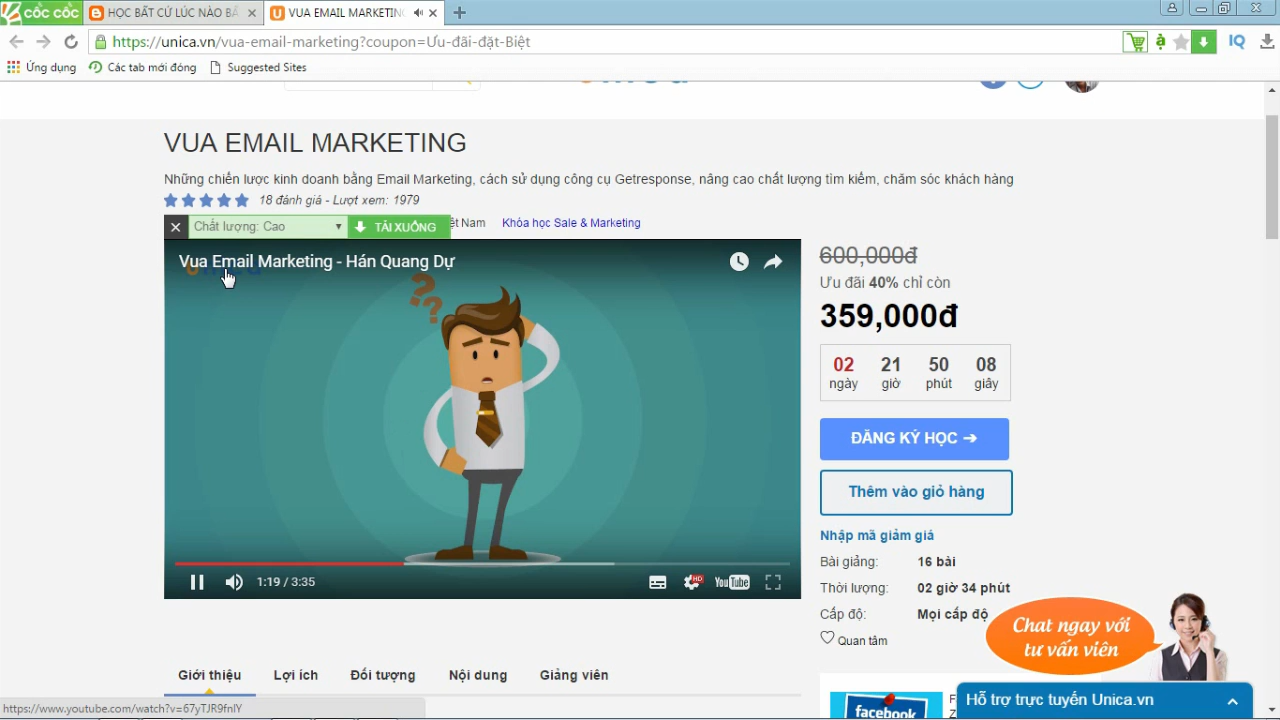 CỐC CỐC
HỌC BẤT CỨ LÚC NÀO BẤ
VUA EMAIL MARKETING
https://unica.vn/vua-email-marketing?coupon=Ưu-đãi-đặt-Biệt
IQ
Ứng dụng
Các tab mới đóng
Suggested Sites
VUA EMAIL MARKETING
Những chiến lược kinh doanh bằng Email Marketing, cách sử dụng công cụ Getresponse, nâng cao chất lượng tìm kiếm, chăm sóc khách hàng
18 đánh giá - Lượt xem: 1979
Chất lượng: Cao
TẢI XUỐNG
ệt Nam
Khóa học Sale & Marketing
Vua Email Marketing - Hán Quang Dự
??
1:19 / 3:35
HD
YouTube
600,000đ
Ưu đãi 40% chỉ còn
359,000đ
02 21 50 08
ngày giờ phút giây
ĐĂNG KÝ HỌC ➔
Thêm vào giỏ hàng
Nhập mã giảm giá
Bài giảng: 16 bài
Thời lượng: 02 giờ 34 phút
Cấp độ: Mọi cấp độ
Quan tâm
Chat ngay với
tư vấn viên
Giới thiệu
Lợi ích
Đối tượng
Nội dung
Giảng viên
facebook
F
Z
Hỗ trợ trực tuyến Unica.vn
https://www.youtube.com/watch?v=67yTJR9fnIY